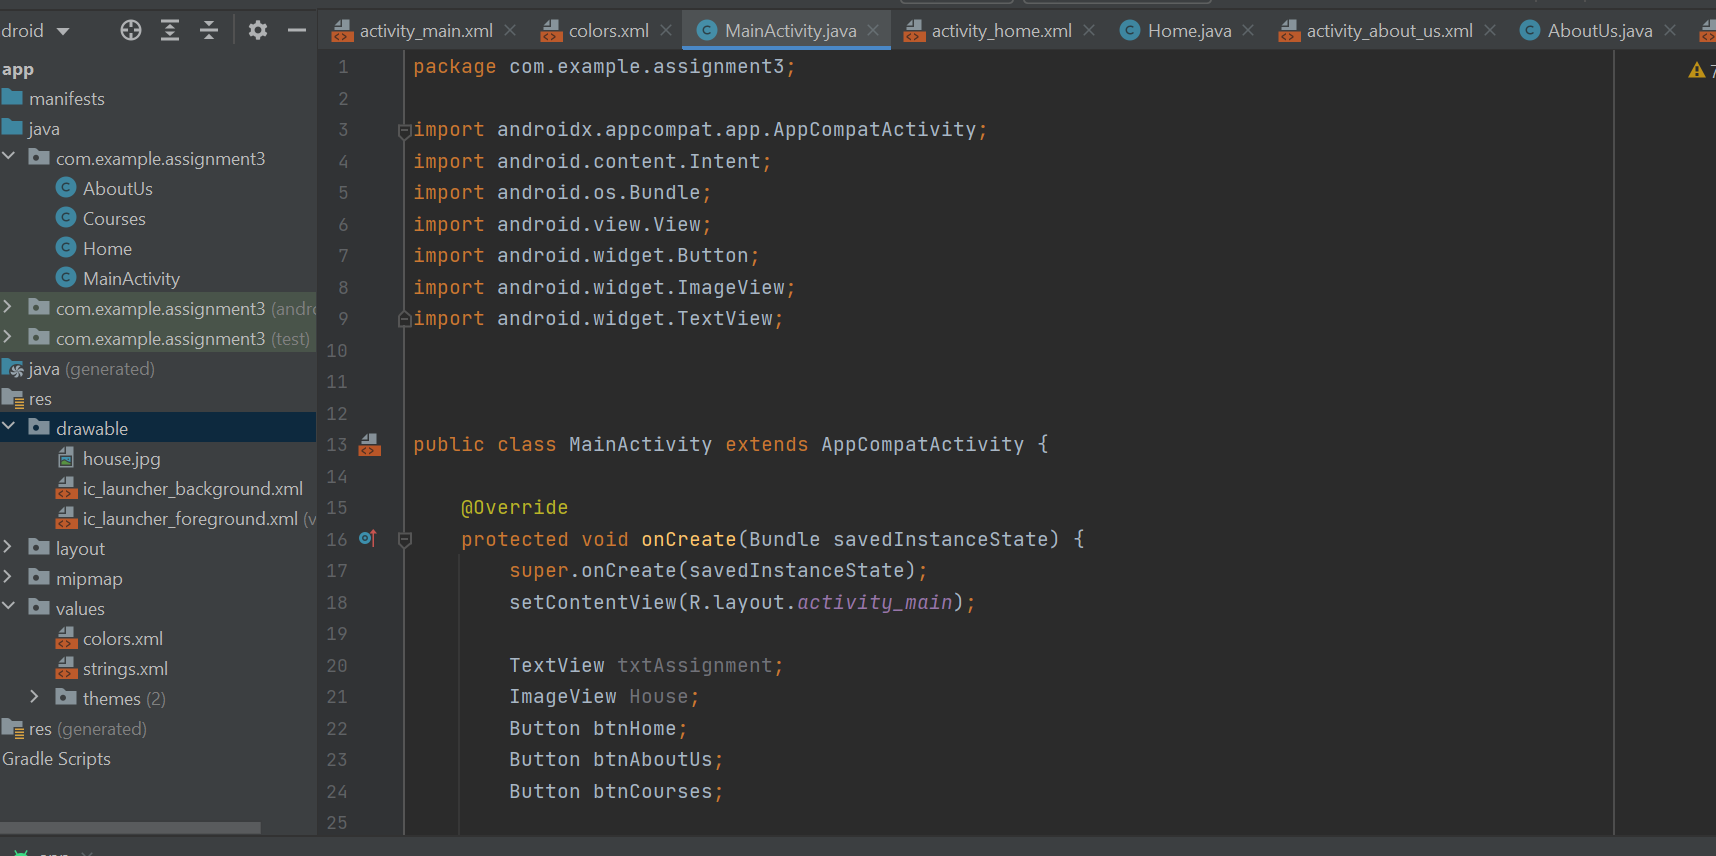 droid
app
manifests
java
com.example.assignment3
AboutUs
Courses
Home
MainActivity
com.example.assignment3 (andro
com.example.assignment3 (test)
java (generated)
res
drawable
house.jpg
ic_launcher_background.xml
ic_launcher_foreground.xml (v
layout
mipmap
values
colors.xml
strings.xml
themes (2)
res (generated)
Gradle Scripts
activity_main.xml colors.xml MainActivity.java activity_home.xml Home.java activity_about_us.xml AboutUs.java
7
1 package com.example.assignment3;
2
3 import androidx.appcompat.app.AppCompatActivity;
4 import android.content.Intent;
5 import android.os.Bundle;
6 import android.view.View;
7 import android.widget.Button;
8 import android.widget.ImageView;
9 import android.widget.TextView;
10
11
12
13 public class MainActivity extends AppCompatActivity {
14
15 @Override
16 protected void onCreate(Bundle savedInstanceState) {
17 super.onCreate(savedInstanceState);
18 setContentView(R.layout.activity_main);
19
20 TextView txtAssignment;
21 ImageView House;
22 Button btnHome;
23 Button btnAboutUs;
24 Button btnCourses;
25